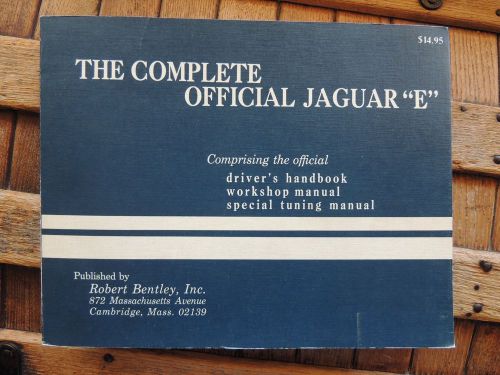 $14.95
THE COMPLETE
OFFICIAL JAGUAR “E”
Comprising the official
driver's handbook
workshop manual
special tuning manual
Published by
Robert Bentley, Inc.
872 Massachusetts Avenue
Cambridge, Mass. 02139